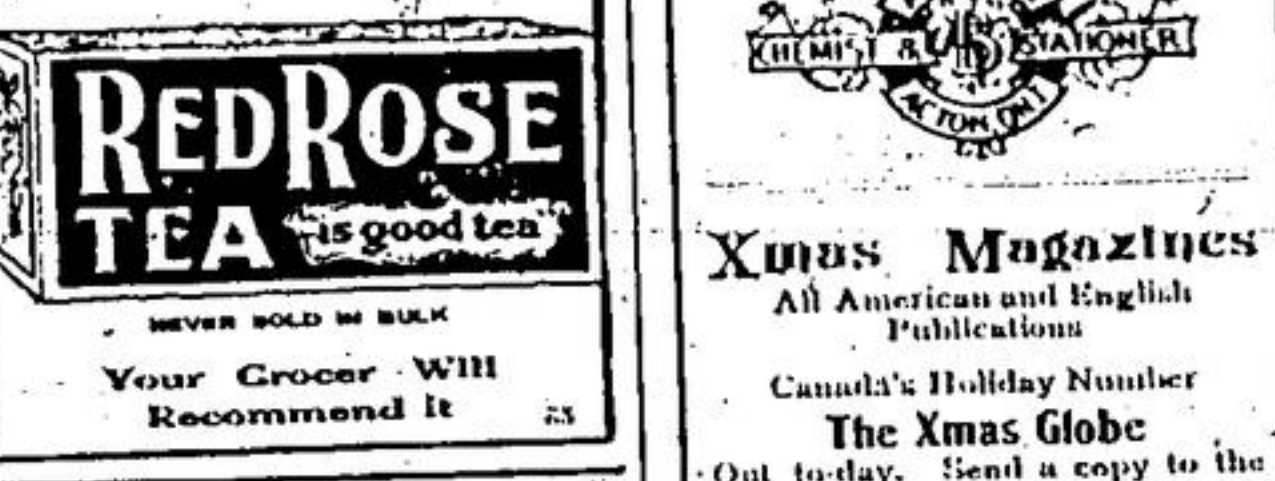 RED ROSE
TEA is good tea
NEVER SOLD IN BULK
Your Grocer Will
Recommend it
CHEMIST & STATIONER
ACTON, ONT
LTD
Xmas Magazines
All American and English
Publications
Canada's Holiday Number
The Xmas Globe
Out to-day. Send a copy to the